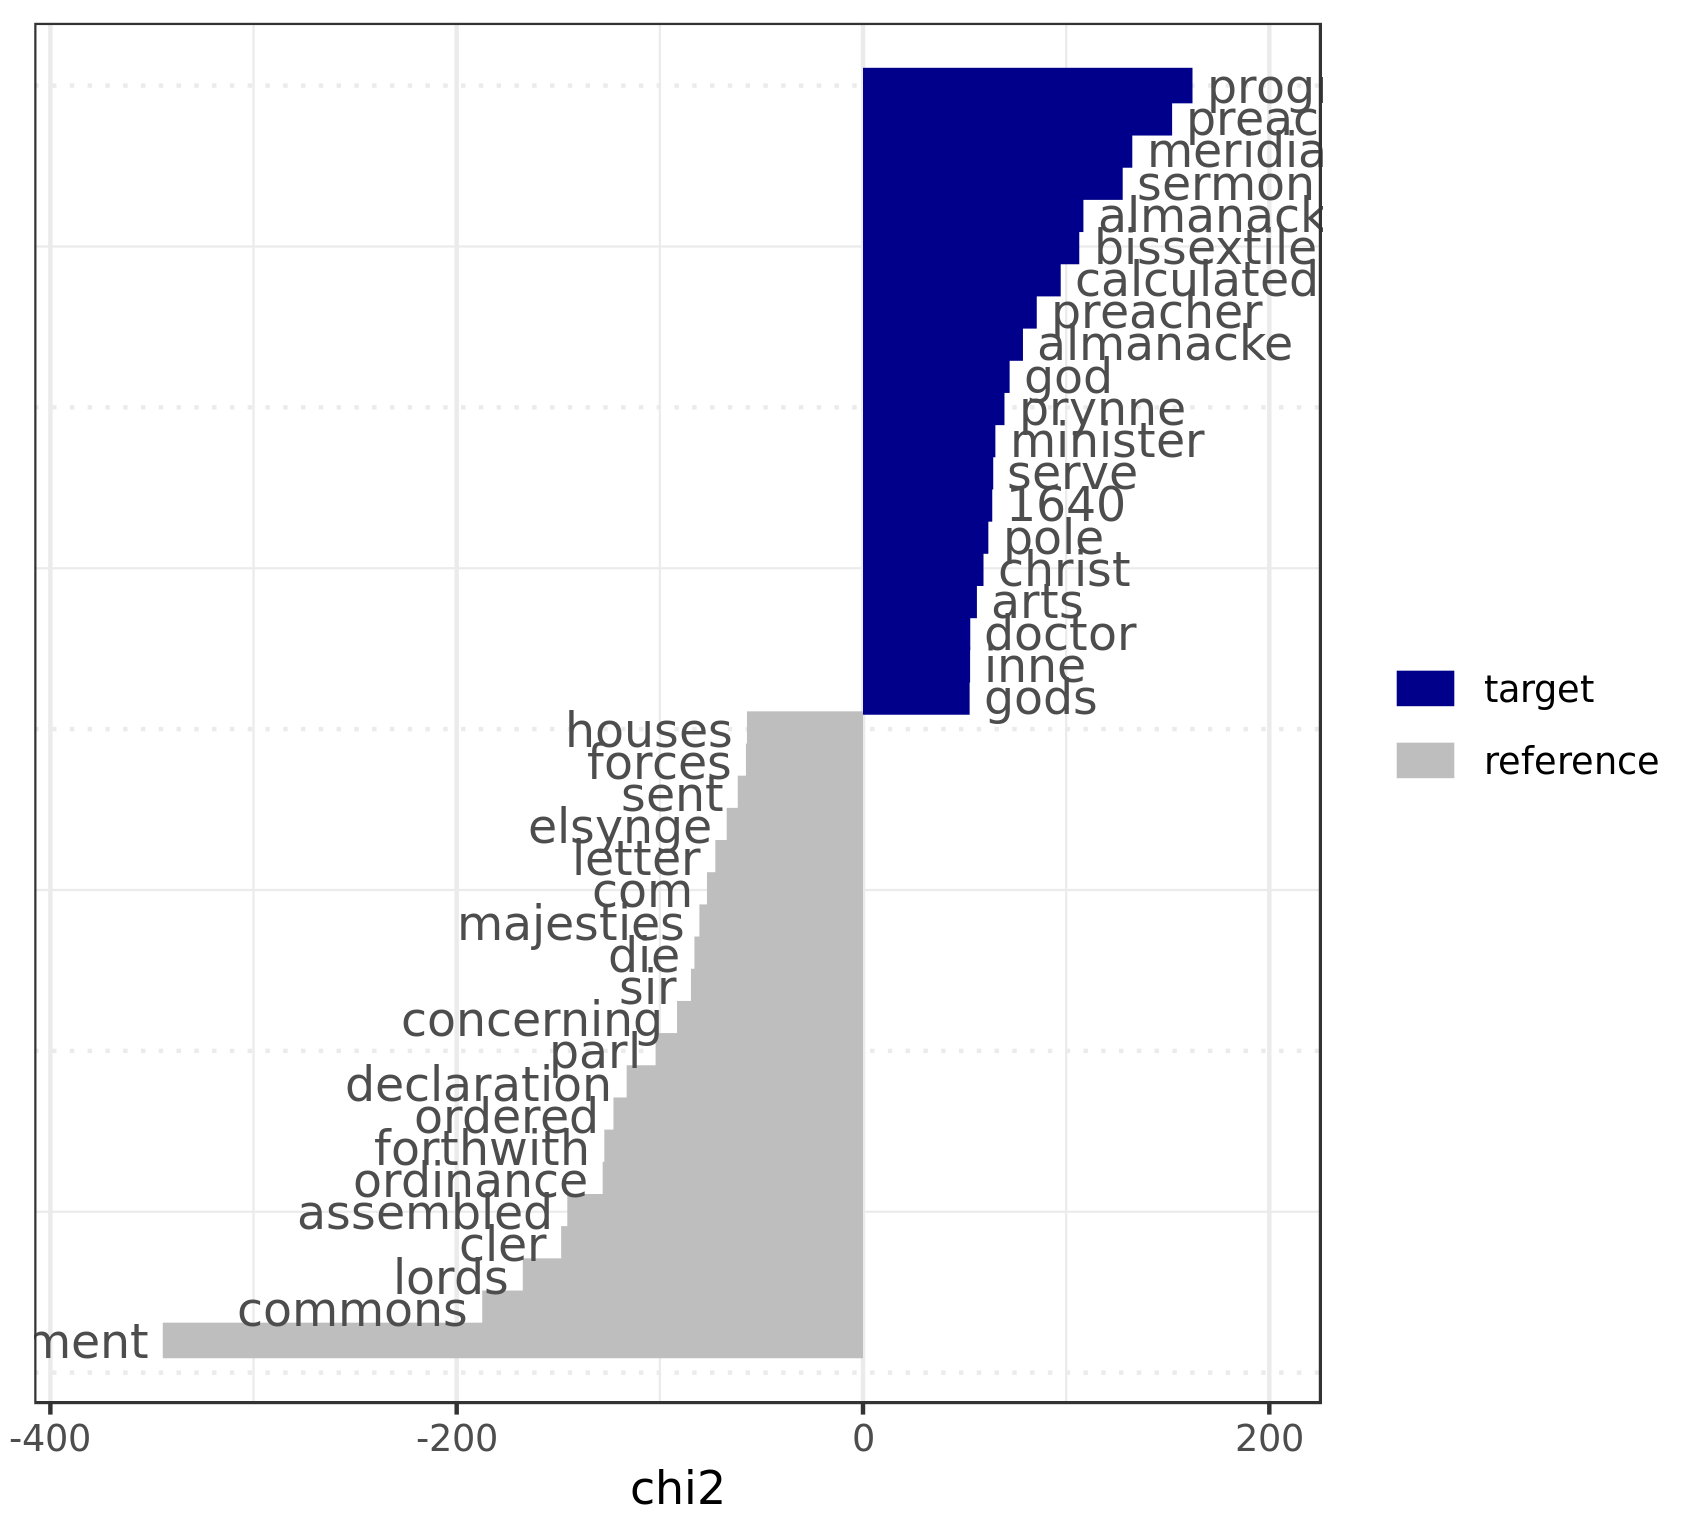 preac
meridia
sermon
almanack
bissextile
calculated
preacher
almanacke
god
prynne
minister
serve
1640
pole
christ
arts
doctor
inne
gods
target
houses
reference
forces
sent
elsynge
letter
com
majesties
die
sir
concerning
parl
declaration
ordered
forthwith
ordinance
assembled
cler
lords
commons
ment
-400 -200 0 200
chi2